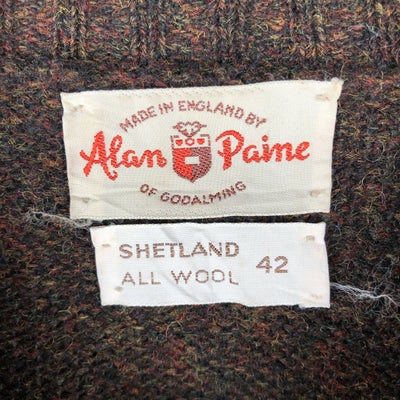 MADE IN ENGLAND BY
Alan Paine
OF GODALMING
SHETLAND
ALL WOOL 42